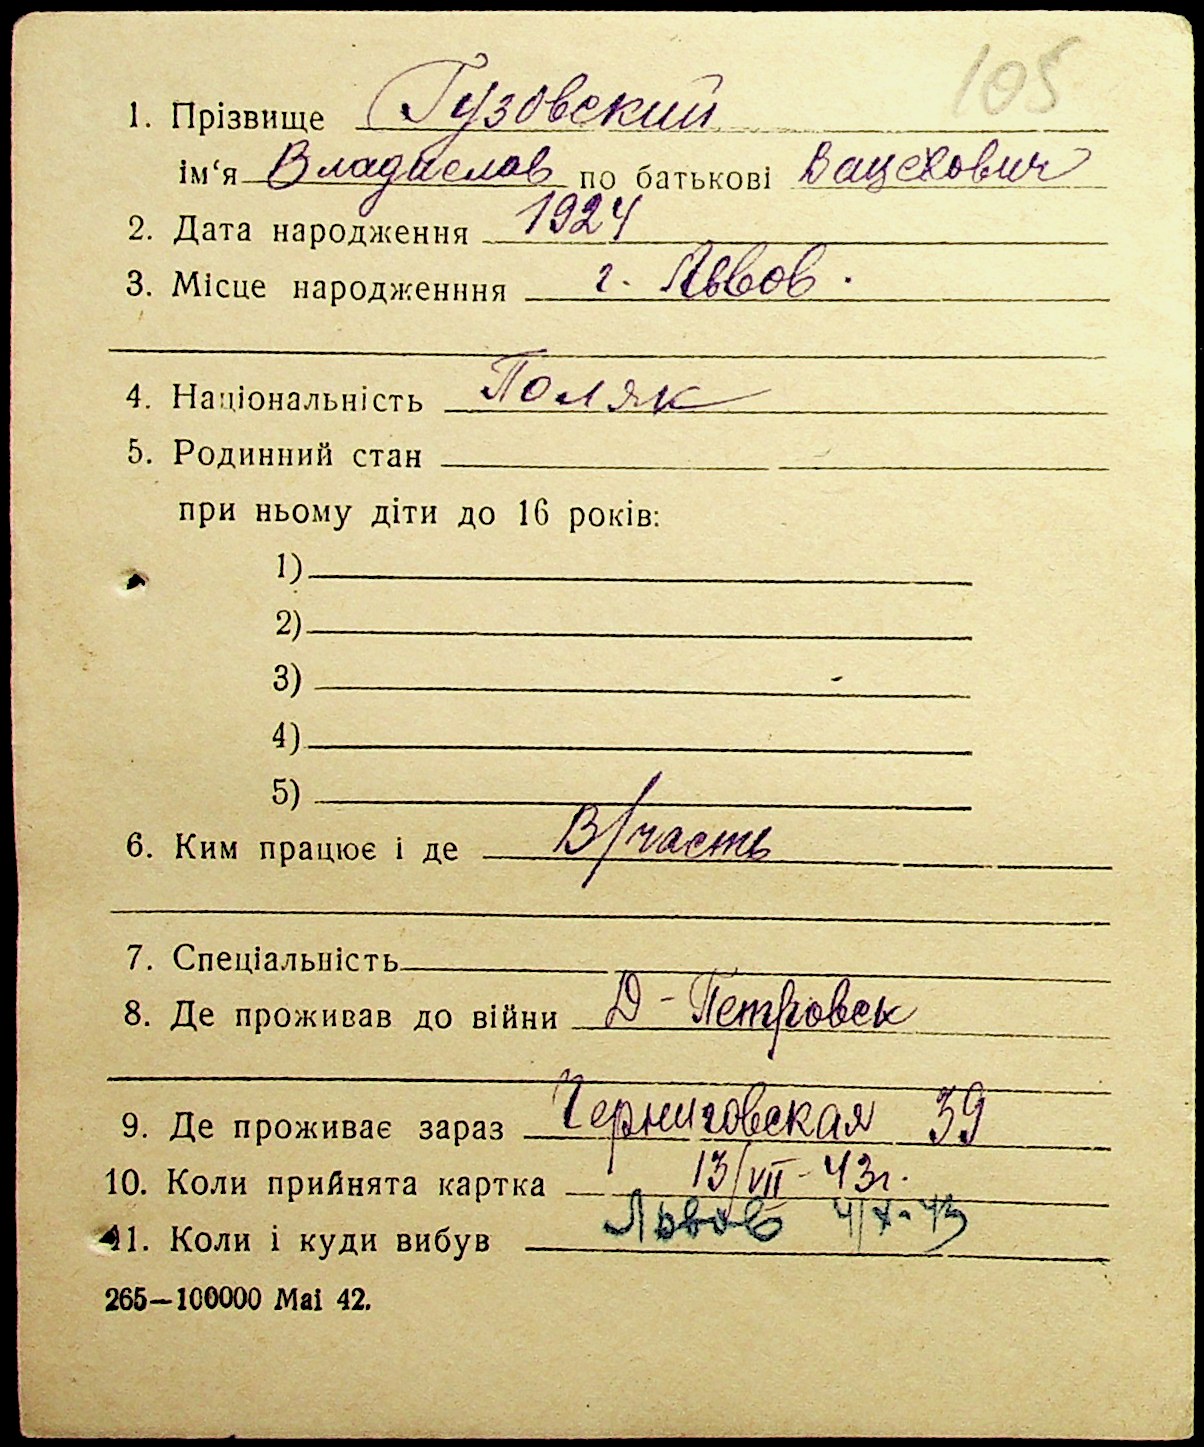 105
1. Прізвище Гузовский
ім‘я Владислав по батькові Вацехович
2. Дата народження 1924
3. Місце народженння г. Львов.
4. Національність Поляк
5. Родинний стан
при ньому діти до 16 років:
1)
2)
3)
4)
5)
6. Ким працює і де В/часть
7. Спеціальність
8. Де проживав до війни Д-Петровск
9. Де проживає зараз Черниговская 39
10. Коли прийнята картка 13/VII-43г.
11. Коли і куди вибув Львов 4/X-43
265—100000 Mai 42.